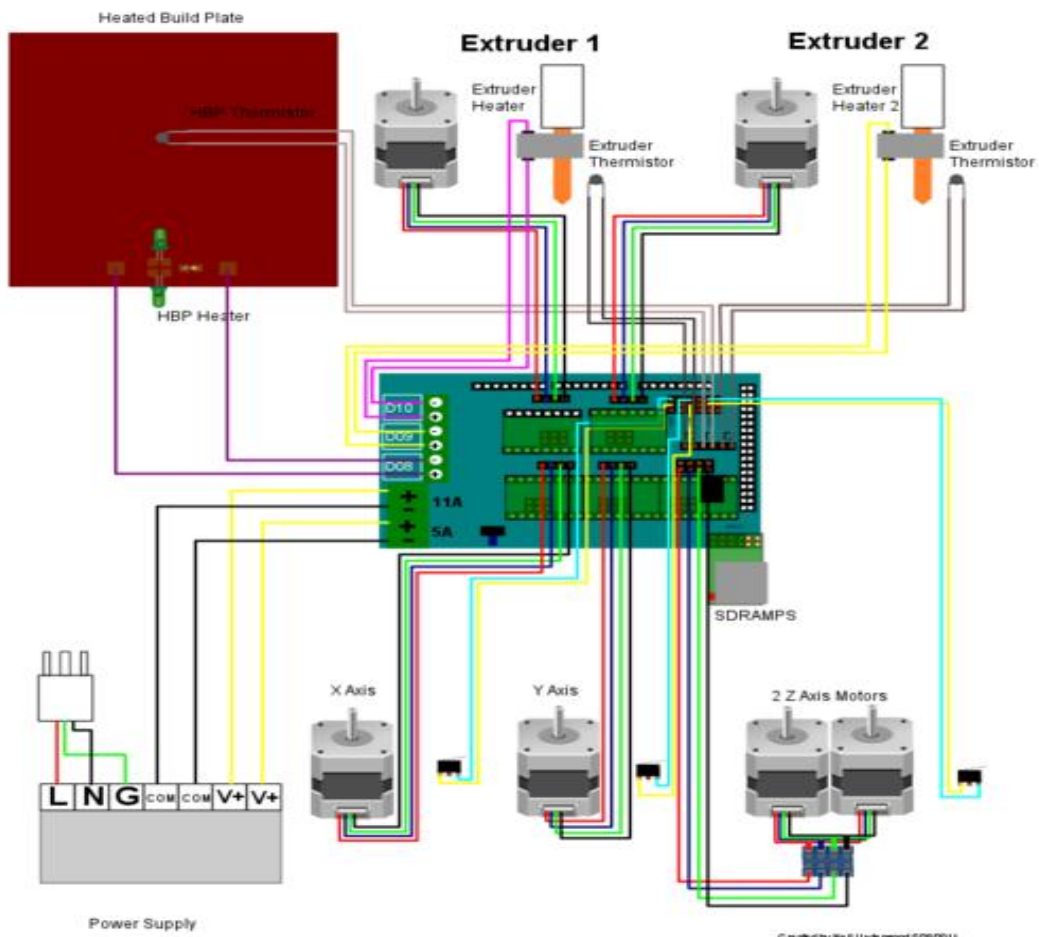 Heated Build Plate
Extruder 1
Extruder 2
HBP Thermistor
Extruder
Heater
Extruder
Thermistor
Extruder
Heater 2
Extruder
Thermistor
HBP Heater
D10
D09
D08
-
+
-
+
-
+
+
-
11A
+
-
5A
SDRAMPS
X Axis
Y Axis
2 Z Axis Motors
L N G COM COM V+ V+
Power Supply